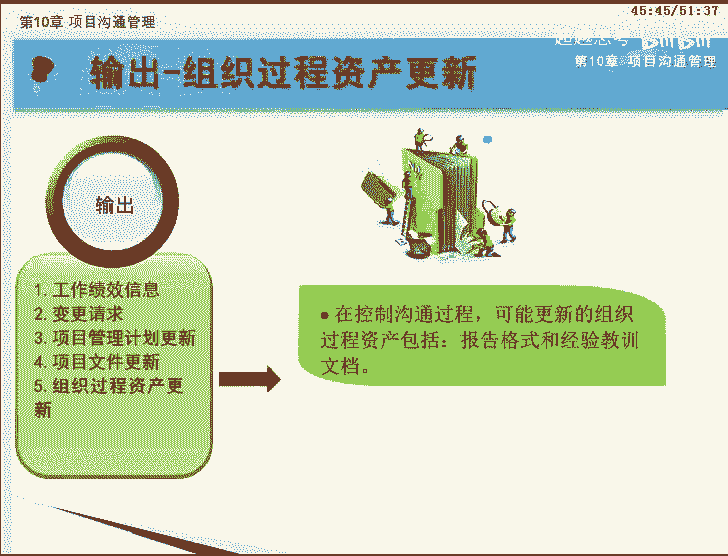 第10章 项目沟通管理
45:45/51:37
第10章 项目沟通管理
输出-组织过程资产更新
输出
1. 工作绩效信息
2. 变更请求
3. 项目管理计划更新
4. 项目文件更新
5. 组织过程资产更
新
• 在控制沟通过程，可能更新的组织
过程资产包括：报告格式和经验教训
文档。